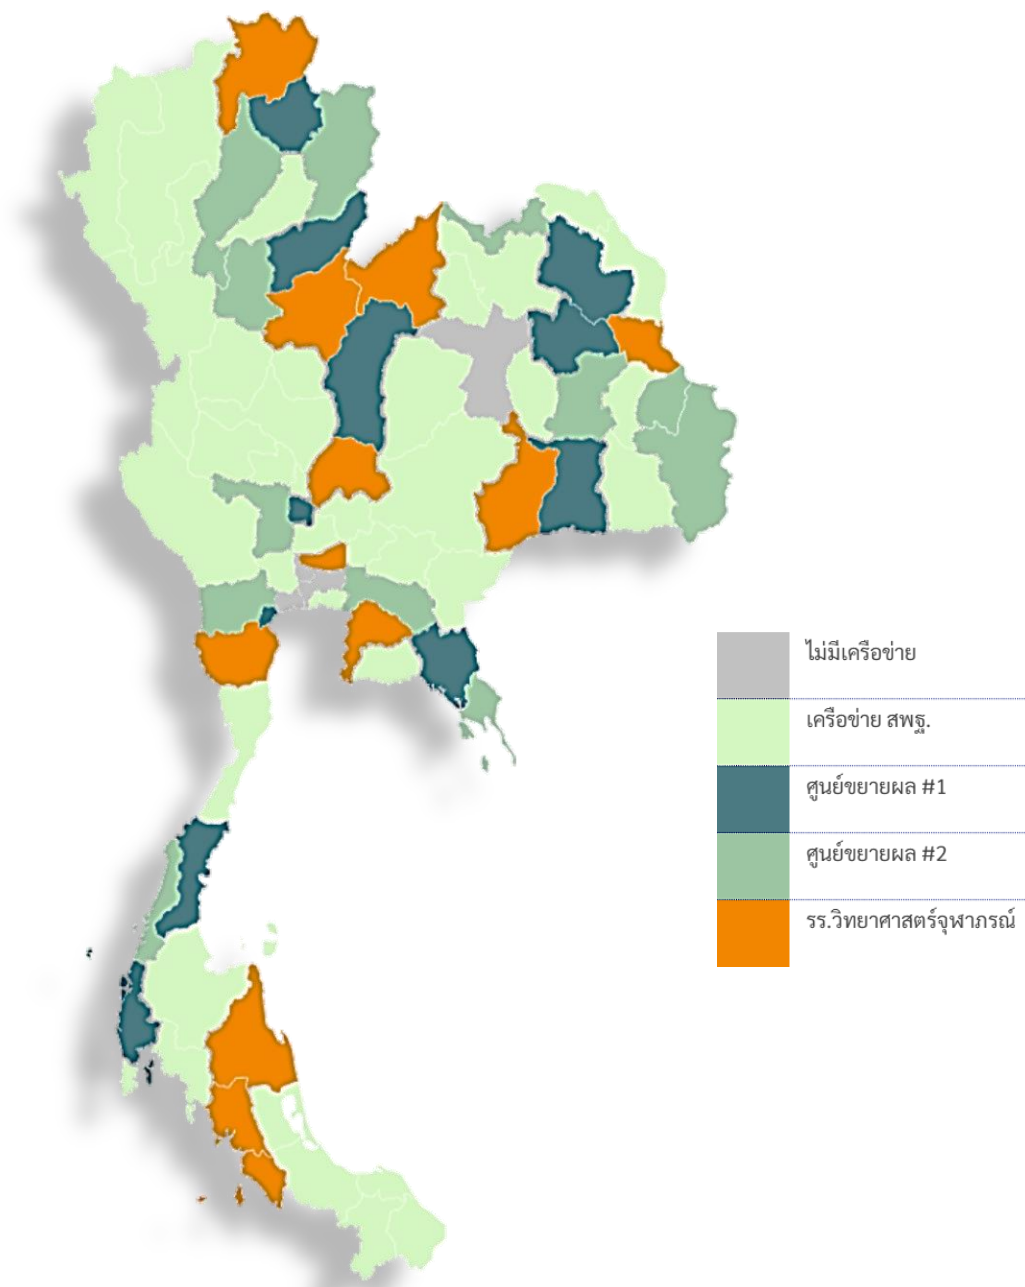 ไม่มีเครือข่าย
เครือข่าย สพฐ.
ศูนย์ขยายผล #1
ศูนย์ขยายผล #2
รร.วิทยาศาสตร์จุฬาภรณ์